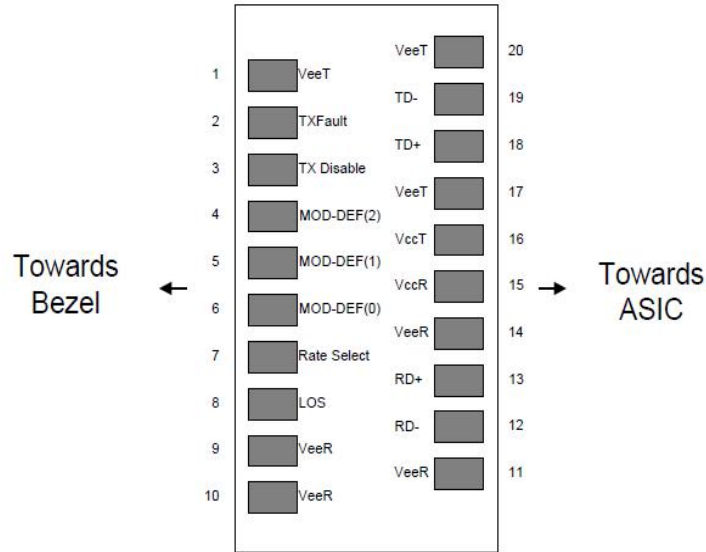 VeeT 20
1 VeeT
TD- 19
2 TXFault
TD+ 18
3 TX Disable
VeeT 17
4 MOD-DEF(2)
VccT 16
5 MOD-DEF(1)
Towards
Bezel
VccR 15
Towards
ASIC
6 MOD-DEF(0)
VeeR 14
7 Rate Select
RD+ 13
8 LOS
RD- 12
9 VeeR
VeeR 11
10 VeeR